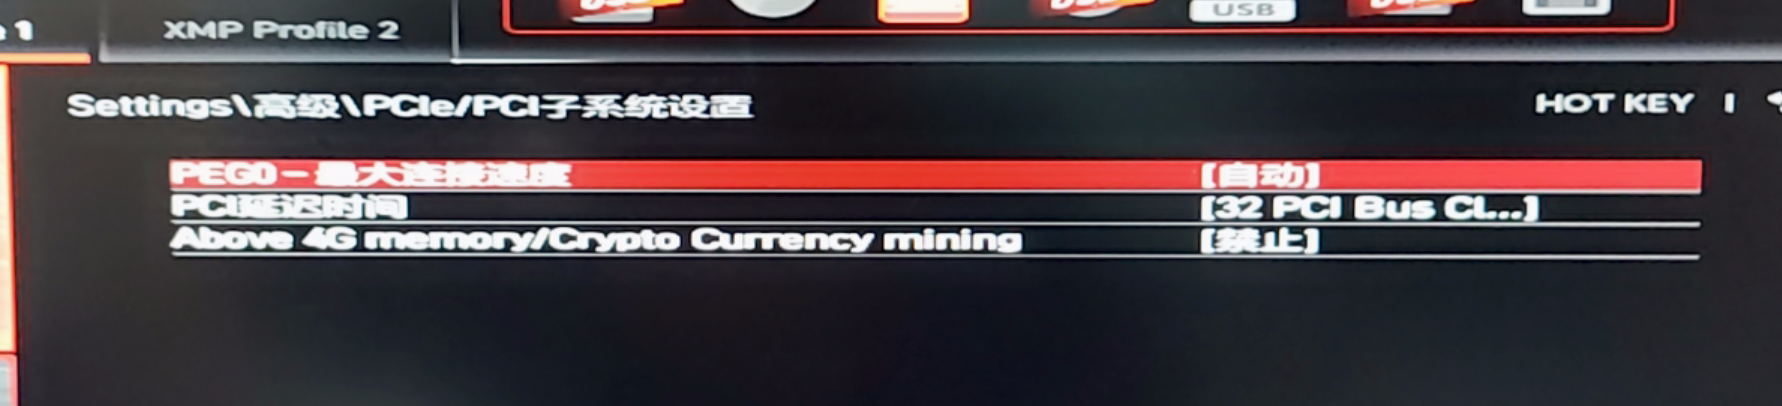 1
XMP Profile 2
USB
Settings\高级\PCIe/PCI子系统设置
HOT KEY |
PEG0 - 最大连接速度 [自动]
PCI延迟时间 [32 PCI Bus Cl...]
Above 4G memory/Crypto Currency mining [禁止]